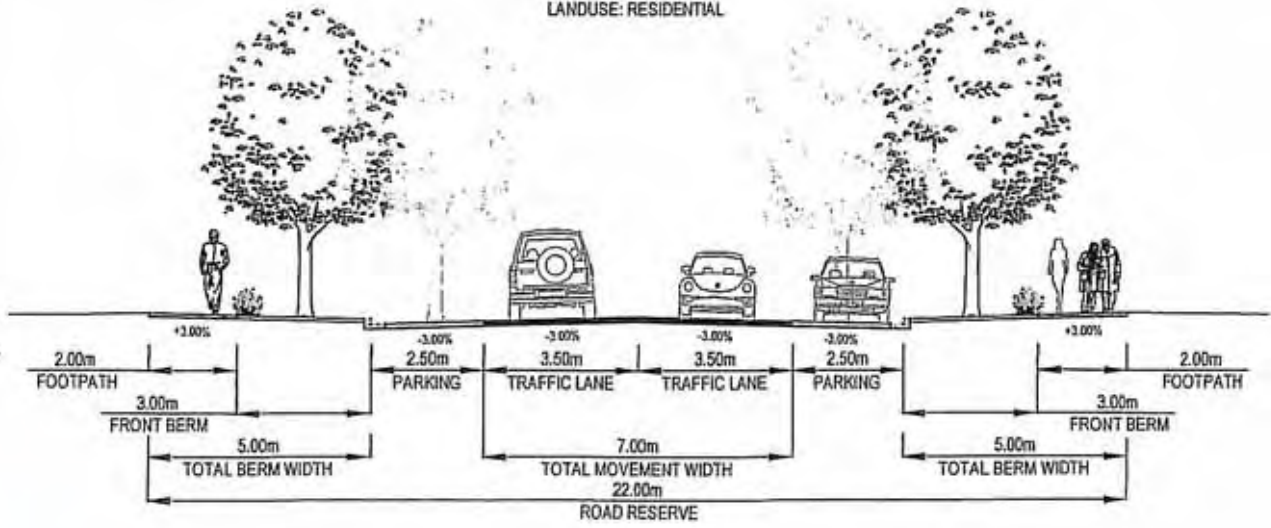 LANDUSE: RESIDENTIAL
+3.00% -3.00% -3.00% -3.00% -3.00% +3.00%
2.00m 2.50m 3.50m 3.50m 2.50m 2.00m
FOOTPATH PARKING TRAFFIC LANE TRAFFIC LANE PARKING FOOTPATH
3.00m 3.00m
FRONT BERM FRONT BERM
5.00m 7.00m 5.00m
TOTAL BERM WIDTH TOTAL MOVEMENT WIDTH TOTAL BERM WIDTH
22.00m
ROAD RESERVE